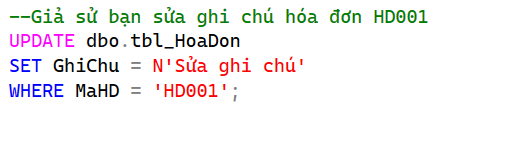 --Giả sử bạn sửa ghi chú hóa đơn HD001
UPDATE dbo.tbl_HoaDon
SET GhiChu = N'Sửa ghi chú'
WHERE MaHD = 'HD001';